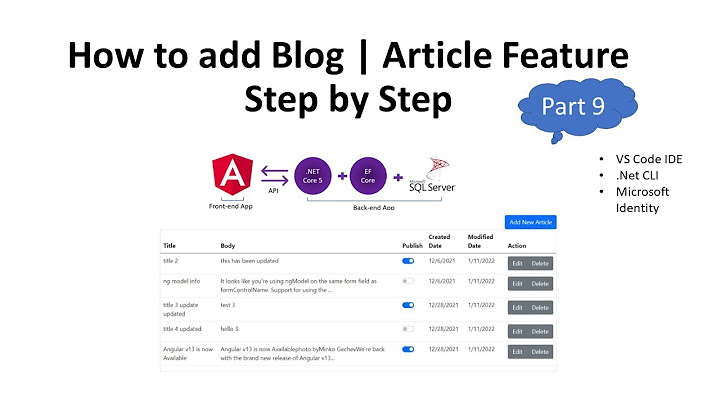 How to add Blog | Article Feature
Step by Step
Part 9
• VS Code IDE
• .Net CLI
• Microsoft
Identity
.NET
Core 5
EF
Core
Microsoft
SQL Server
API
Front-end App
Back-end App
Add New Article
Title Body Publish Created Date Modified Date Action
title 2 this has been updated 12/6/2021 1/11/2022 Edit Delete
ng model info It looks like you're using ngModel on the same form field as 12/6/2021 1/11/2022 Edit Delete
formControlName. Support for using the ...
title 3 update test 3 12/28/2021 1/11/2022 Edit Delete
updated
title 4 updated hello 3 12/28/2021 1/11/2022 Edit Delete
Angular v13 is now Angular v13 is now Availablephoto byMinko GechevWe're back 12/28/2021 1/11/2022 Edit Delete
Available with the brand new release of Angular v13...